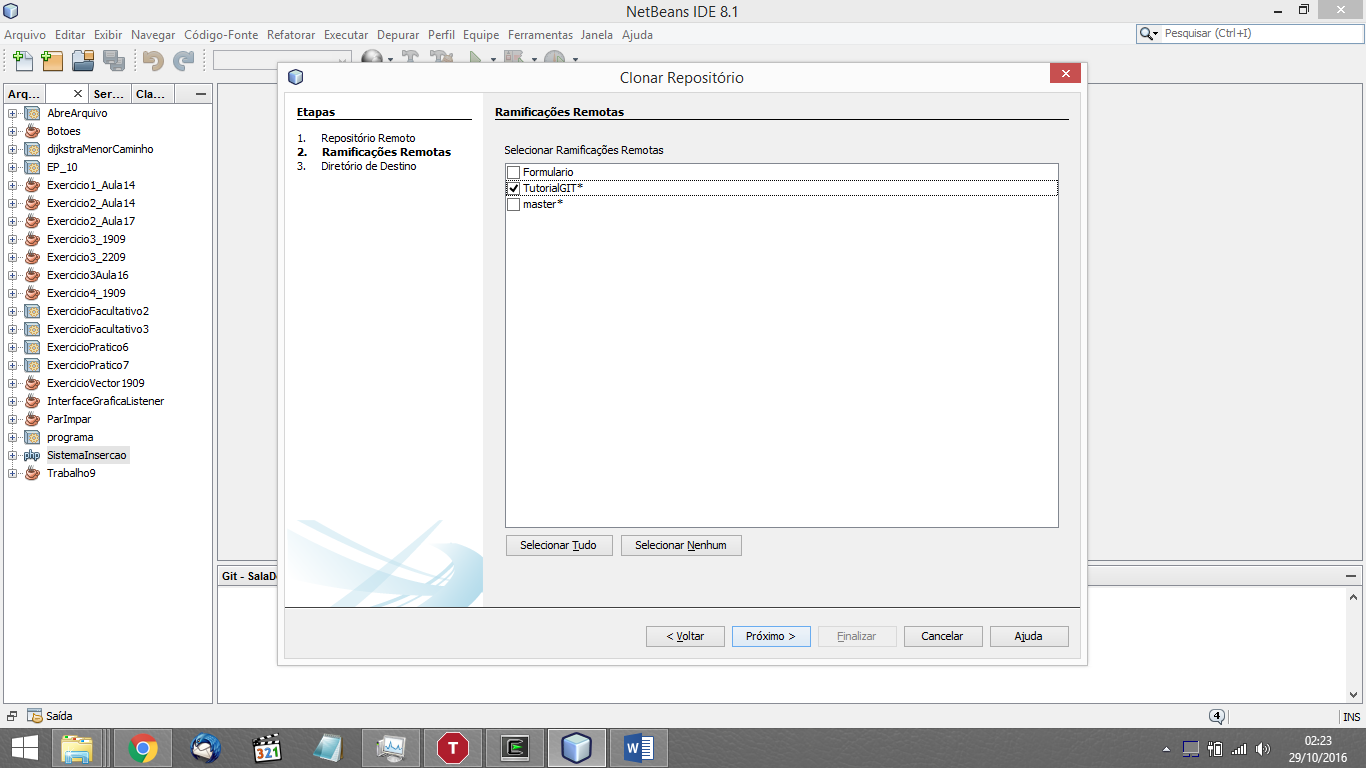 NetBeans IDE 8.1
Arquivo Editar Exibir Navegar Código-Fonte Refatorar Executar Depurar Perfil Equipe Ferramentas Janela Ajuda
Pesquisar (Ctrl+I)
Arq... Ser... Cla...
AbreArquivo
Botoes
dijkstraMenorCaminho
EP_10
Exercicio1_Aula14
Exercicio2_Aula14
Exercicio2_Aula17
Exercicio3_1909
Exercicio3_2209
Exercicio3Aula16
Exercicio4_1909
ExercicioFacultativo2
ExercicioFacultativo3
ExercicioPratico6
ExercicioPratico7
ExercicioVector1909
InterfaceGraficaListener
ParImpar
programa
php SistemaInsercao
Trabalho9
Clonar Repositório
Etapas
1. Repositório Remoto
2. Ramificações Remotas
3. Diretório de Destino
Ramificações Remotas
Selecionar Ramificações Remotas
Formulario
TutorialGIT*
master*
Selecionar Tudo Selecionar Nenhum
< Voltar Próximo > Finalizar Cancelar Ajuda
Git - SalaD
Saída
4
INS
321
T
W
02:23
29/10/2016